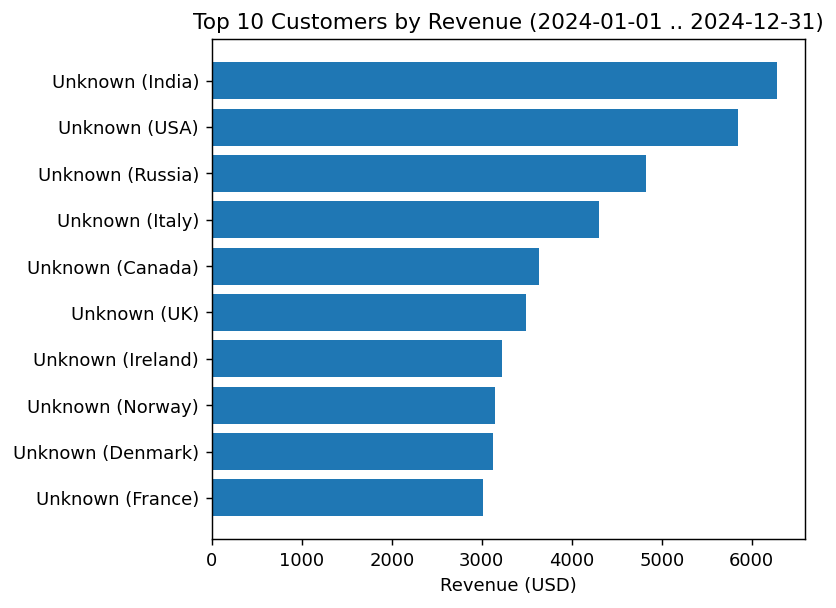 Top 10 Customers by Revenue (2024-01-01 .. 2024-12-31)
Unknown (India)
Unknown (USA)
Unknown (Russia)
Unknown (Italy)
Unknown (Canada)
Unknown (UK)
Unknown (Ireland)
Unknown (Norway)
Unknown (Denmark)
Unknown (France)
0 1000 2000 3000 4000 5000 6000
Revenue (USD)